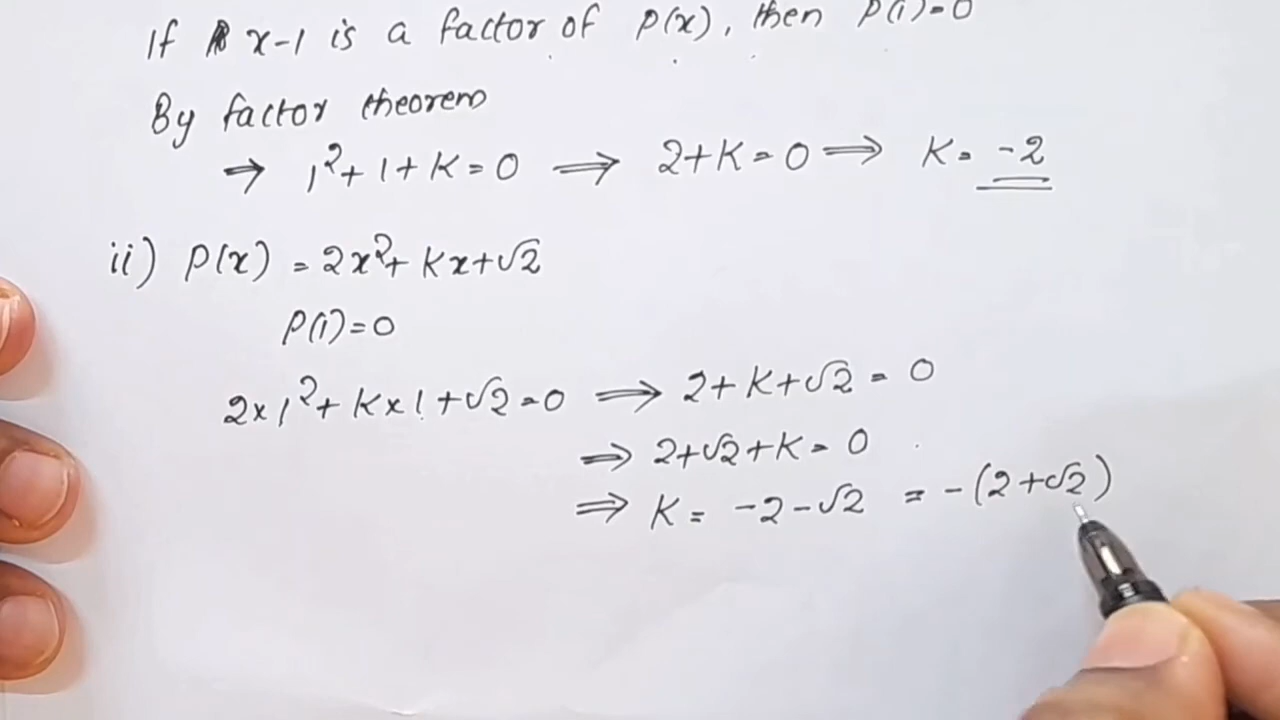 If x-1 is a factor of P(x), then P(1)=0
By factor theorem
⇒ 1²+1+K=0 ⇒ 2+K=0 ⇒ K=-2
ii) P(x) = 2x²+Kx+√2
P(1)=0
2×1²+K×1+√2=0 ⇒ 2+K+√2=0
⇒ 2+√2+K=0
⇒ K=-2-√2 = -(2+√2)